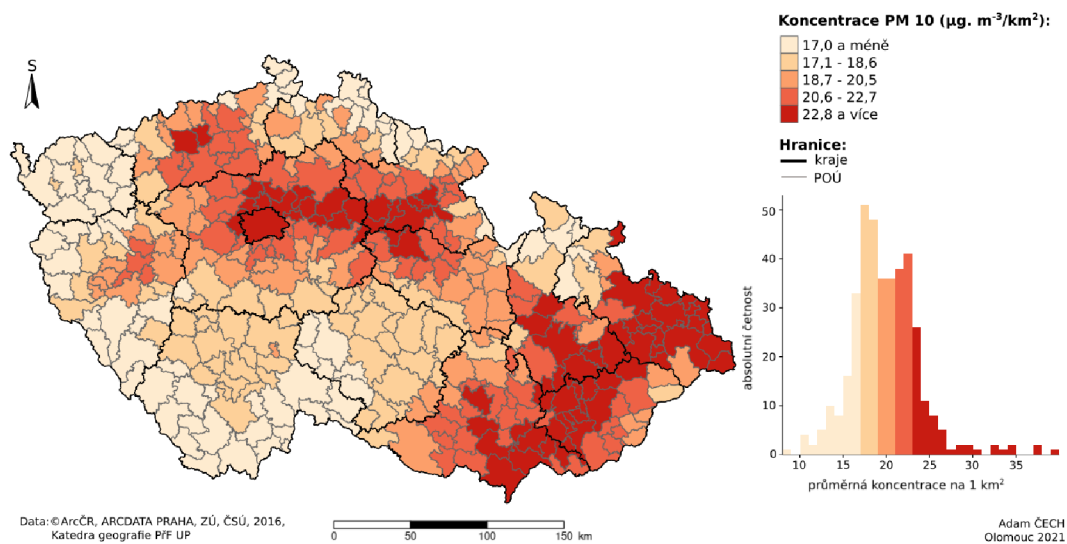 Koncentrace PM 10 (µg. m⁻³/km²):
17,0 a méně
17,1 - 18,6
18,7 - 20,5
20,6 - 22,7
22,8 a více
Hranice:
kraje
POÚ
S
50
40
30
20
10
0
absolutní četnost
10 15 20 25 30 35
průměrná koncentrace na 1 km²
Data:©ArcČR, ARCDATA PRAHA, ZÚ, ČSÚ, 2016,
Katedra geografie PřF UP
0 50 100 150 km
Adam ČECH
Olomouc 2021